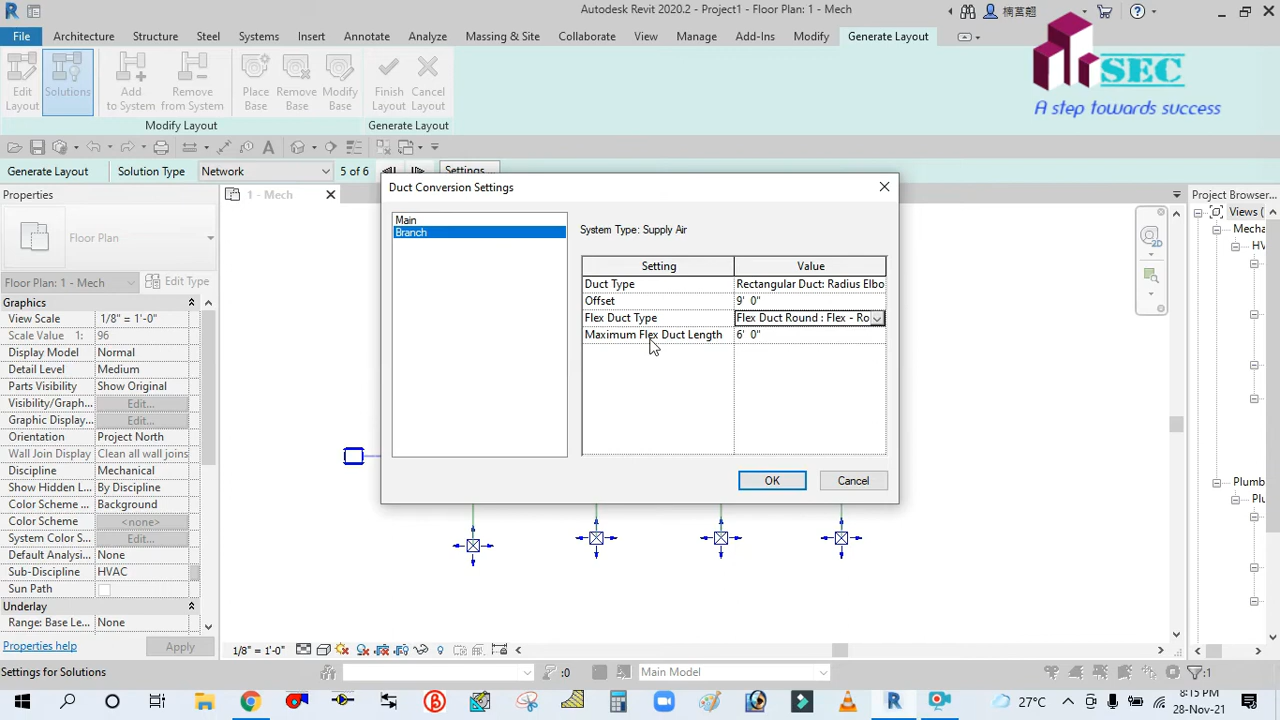 Autodesk Revit 2020.2 - Project1 - Floor Plan: 1 - Mech
楠茗翹
File Architecture Structure Steel Systems Insert Annotate Analyze Massing & Site Collaborate View Manage Add-Ins Modify Generate Layout
SEC
A step towards success
Edit Layout
Solutions
Add to System
Remove from System
Place Base
Remove Base
Modify Base
Finish Layout
Cancel Layout
Modify Layout
Generate Layout
Generate Layout Solution Type Network 5 of 6 Settings...
Properties
1 - Mech
Project Browser...
Floor Plan
Floor Plan: 1 - Mech Edit Type
Graphics
View Scale 1/8" = 1'-0"
Scale Value 1: 96
Display Model Normal
Detail Level Medium
Parts Visibility Show Original
Visibility/Graph... Edit...
Graphic Display... Edit...
Orientation Project North
Wall Join Display Clean all wall joins
Discipline Mechanical
Show Hidden L... By Discipline
Color Scheme ... Background
Color Scheme <none>
System Color S... Edit...
Default Analysi... None
Sub-Discipline HVAC
Sun Path
Underlay
Range: Base Le... None
Properties help Apply
Duct Conversion Settings
Main
Branch
System Type: Supply Air
Setting Value
Duct Type Rectangular Duct: Radius Elbo
Offset 9' 0"
Flex Duct Type Flex Duct Round : Flex - Ro
Maximum Flex Duct Length 6' 0"
OK Cancel
2D
Views (
Mecha
HV
Plumb
Plu
1/8" = 1'-0"
Settings for Solutions
:0
Main Model
:1
27°C
8:15 PM
28-Nov-21